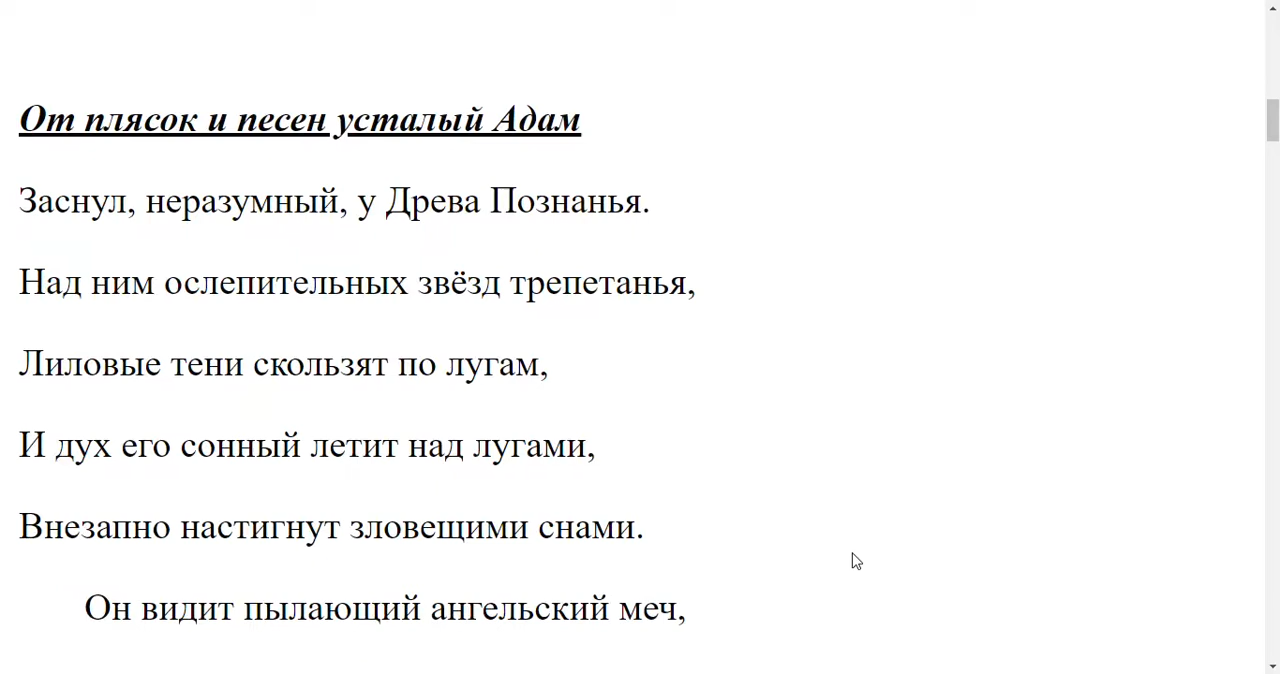 От плясок и песен усталый Адам
Заснул, неразумный, у Древа Познанья.
Над ним ослепительных звёзд трепетанья,
Лиловые тени скользят по лугам,
И дух его сонный летит над лугами,
Внезапно настигнут зловещими снами.
Он видит пылающий ангельский меч,